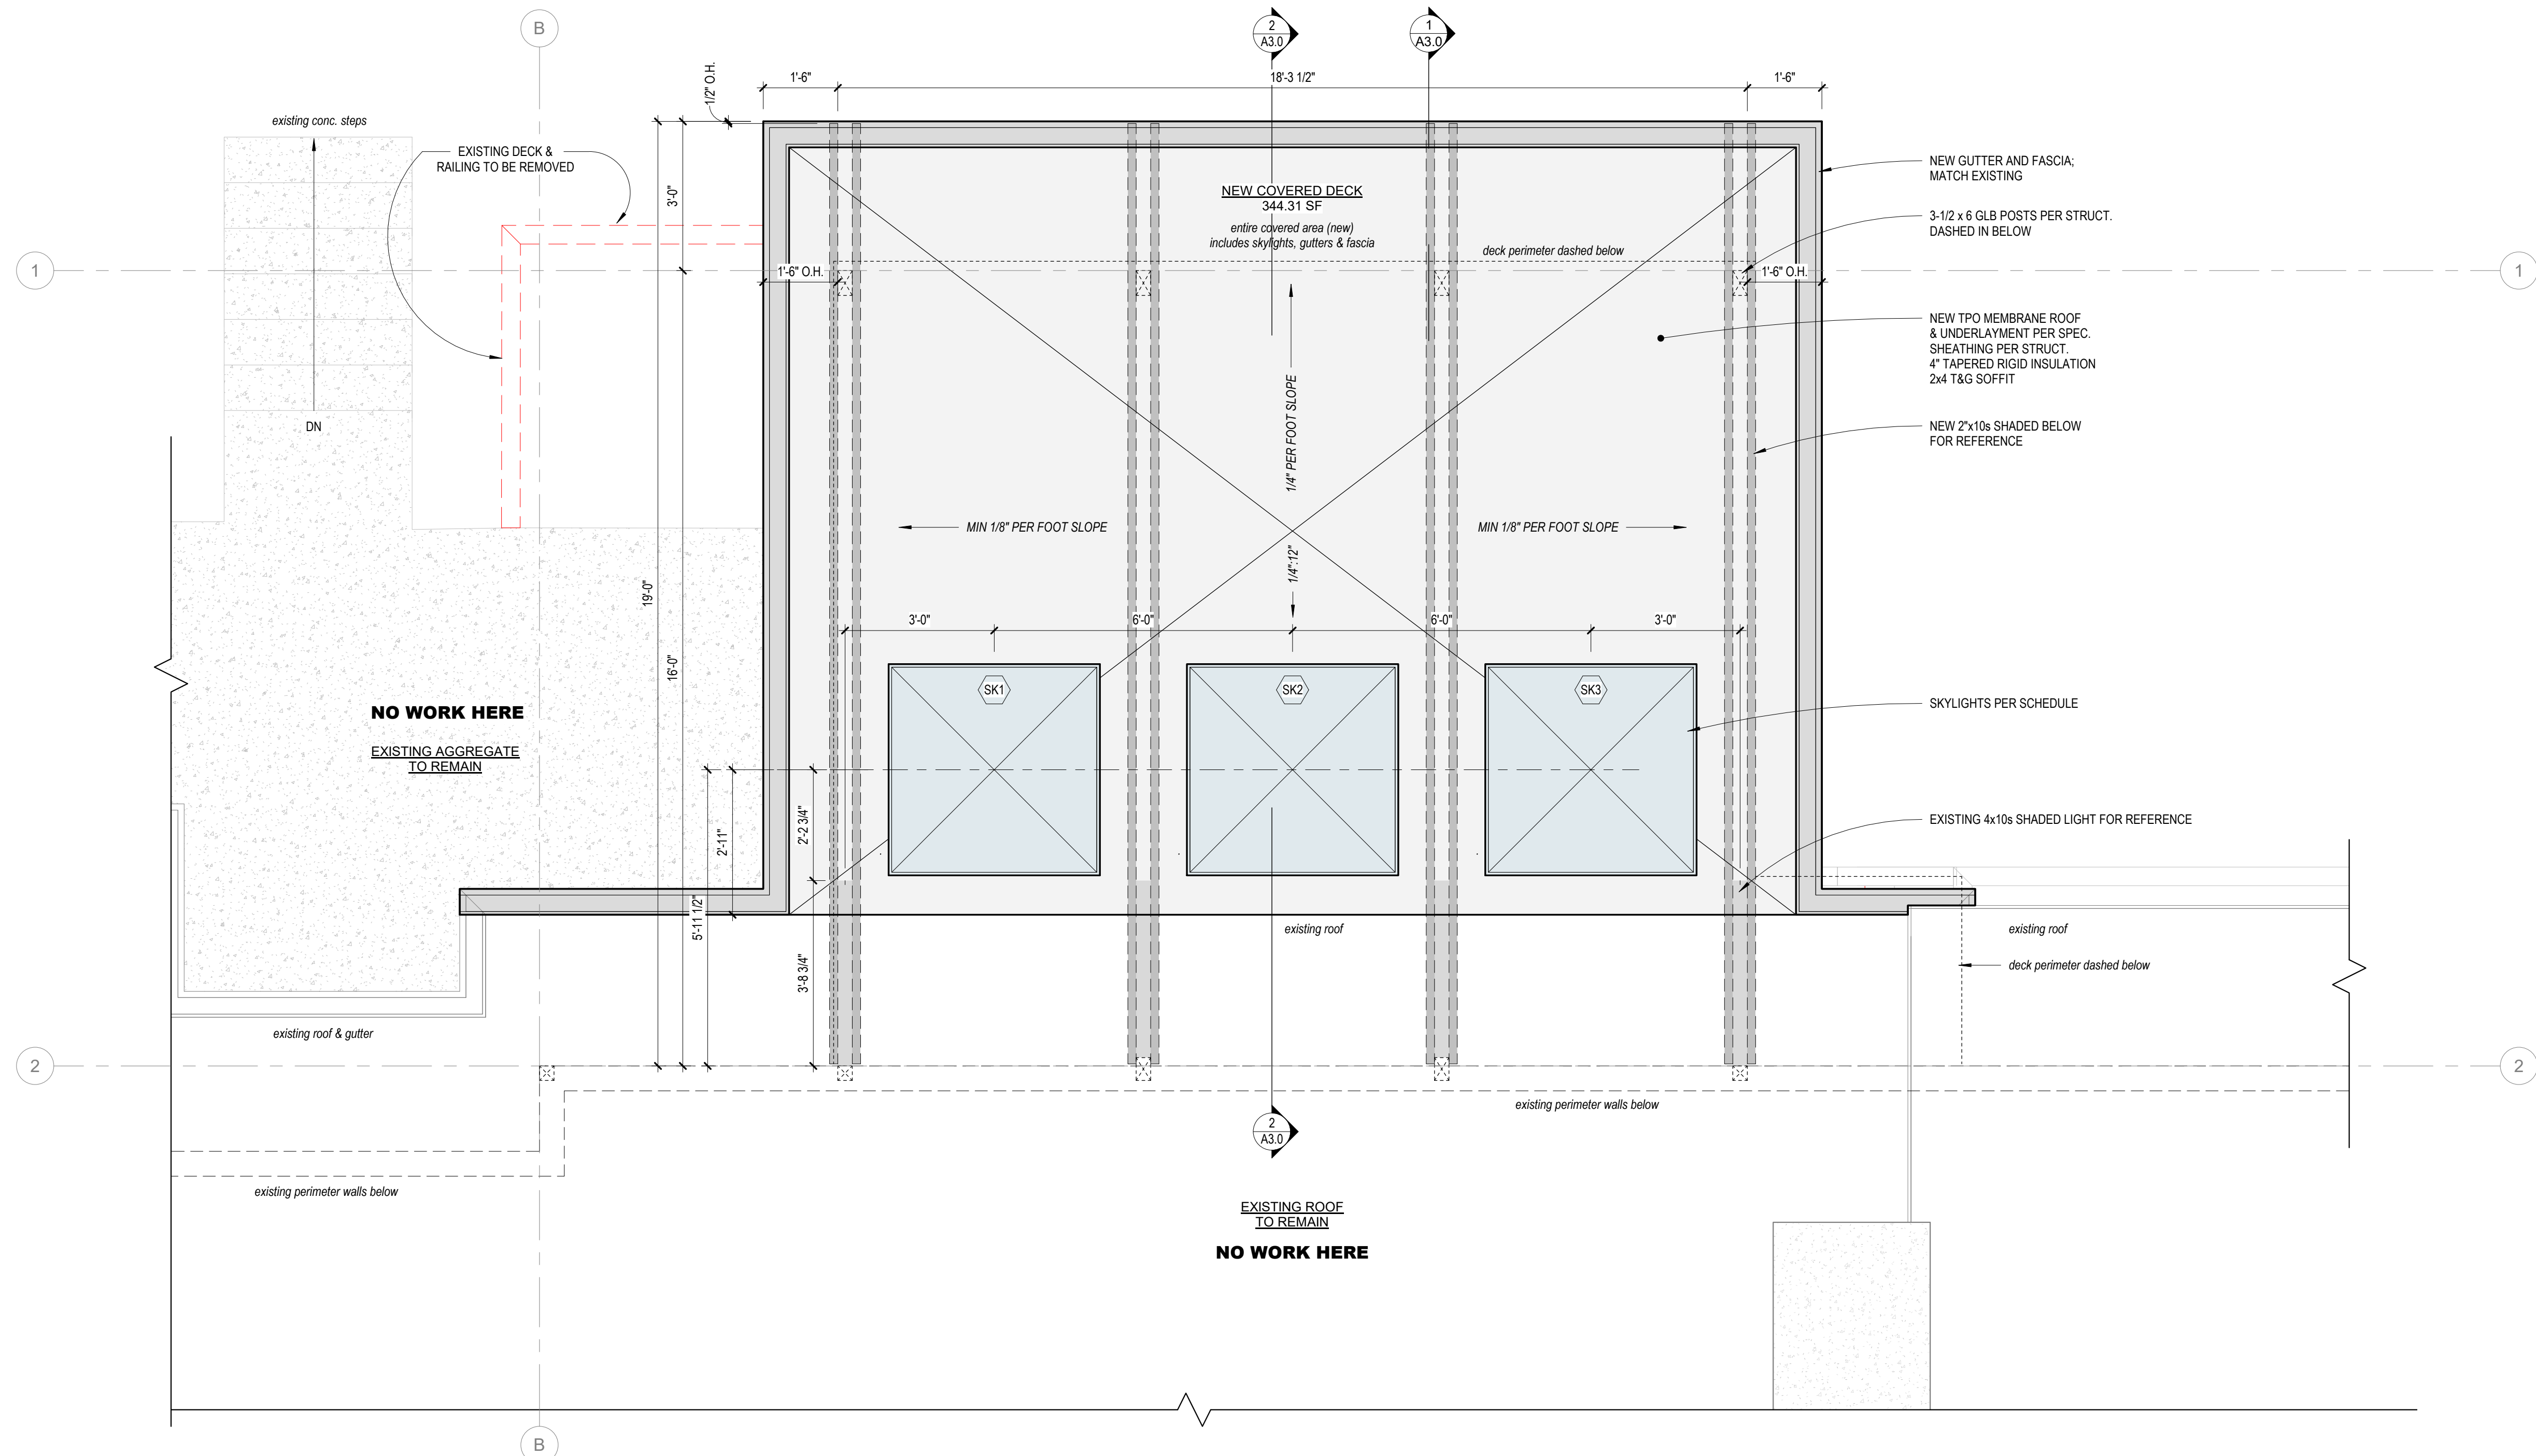 B
2
A3.0
1
A3.0
1'-6"
18'-3 1/2"
1'-6"
1/2" O.H.
existing conc. steps
EXISTING DECK &
RAILING TO BE REMOVED
NEW GUTTER AND FASCIA;
MATCH EXISTING
3'-0"
NEW COVERED DECK
344.31 SF
entire covered area (new)
includes skylights, gutters & fascia
3-1/2 x 6 GLB POSTS PER STRUCT.
DASHED IN BELOW
deck perimeter dashed below
1
1'-6" O.H.
1'-6" O.H.
1
NEW TPO MEMBRANE ROOF
& UNDERLAYMENT PER SPEC.
SHEATHING PER STRUCT.
4" TAPERED RIGID INSULATION
2x4 T&G SOFFIT
DN
1/4" PER FOOT SLOPE
NEW 2"x10s SHADED BELOW
FOR REFERENCE
MIN 1/8" PER FOOT SLOPE
MIN 1/8" PER FOOT SLOPE
1/4":12"
19'-0"
16'-0"
3'-0"
6'-0"
6'-0"
3'-0"
SK1
SK2
SK3
SKYLIGHTS PER SCHEDULE
NO WORK HERE
EXISTING AGGREGATE
TO REMAIN
2'-11"
2'-2 3/4"
EXISTING 4x10s SHADED LIGHT FOR REFERENCE
5'-11 1/2"
existing roof
existing roof
3'-8 3/4"
deck perimeter dashed below
existing roof & gutter
2
2
existing perimeter walls below
2
A3.0
existing perimeter walls below
EXISTING ROOF
TO REMAIN
NO WORK HERE
B